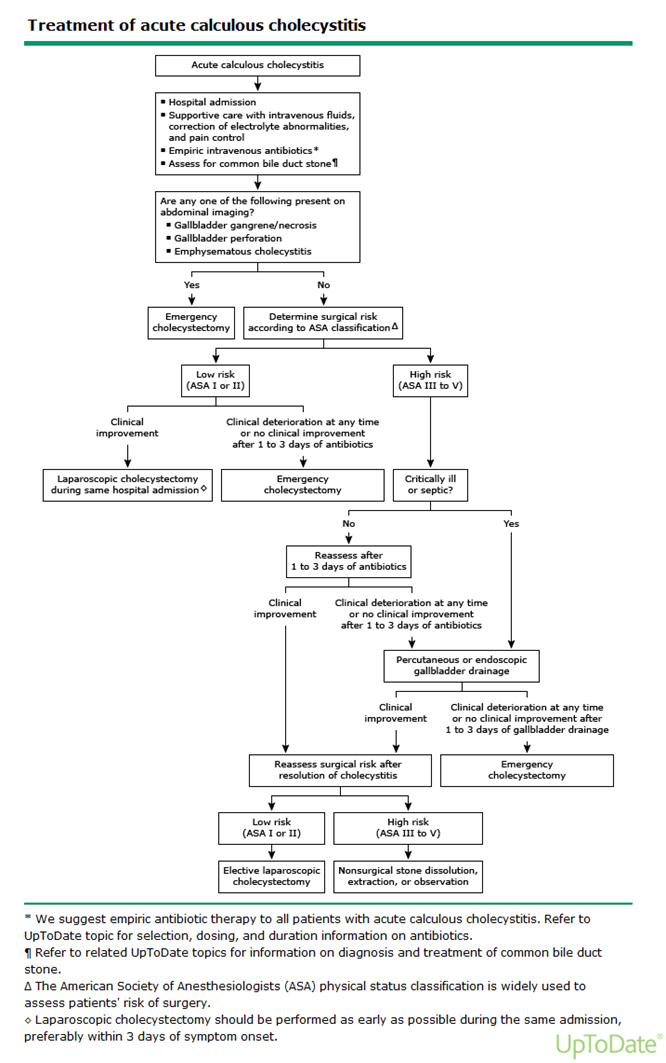 Treatment of acute calculous cholecystitis
Acute calculous cholecystitis
▪ Hospital admission
▪ Supportive care with intravenous fluids,
correction of electrolyte abnormalities,
and pain control
▪ Empiric intravenous antibiotics*
▪ Assess for common bile duct stone¶
Are any one of the following present on
abdominal imaging?
▪ Gallbladder gangrene/necrosis
▪ Gallbladder perforation
▪ Emphysematous cholecystitis
Yes
No
Emergency
cholecystectomy
Determine surgical risk
according to ASA classificationΔ
Low risk
(ASA I or II)
High risk
(ASA III to V)
Clinical
improvement
Clinical deterioration at any time
or no clinical improvement
after 1 to 3 days of antibiotics
Laparoscopic cholecystectomy
during same hospital admission◇
Emergency
cholecystectomy
Critically ill
or septic?
No
Yes
Reassess after
1 to 3 days of antibiotics
Clinical
improvement
Clinical deterioration at any time
or no clinical improvement
after 1 to 3 days of antibiotics
Percutaneous or endoscopic
gallbladder drainage
Clinical
improvement
Clinical deterioration at any time
or no clinical improvement after
1 to 3 days of gallbladder drainage
Reassess surgical risk after
resolution of cholecystitis
Emergency
cholecystectomy
Low risk
(ASA I or II)
High risk
(ASA III to V)
Elective laparoscopic
cholecystectomy
Nonsurgical stone dissolution,
extraction, or observation
* We suggest empiric antibiotic therapy to all patients with acute calculous cholecystitis. Refer to
UpToDate topic for selection, dosing, and duration information on antibiotics.
¶ Refer to related UpToDate topics for information on diagnosis and treatment of common bile duct
stone.
Δ The American Society of Anesthesiologists (ASA) physical status classification is widely used to
assess patients' risk of surgery.
◇ Laparoscopic cholecystectomy should be performed as early as possible during the same admission,
preferably within 3 days of symptom onset.
UpToDate®